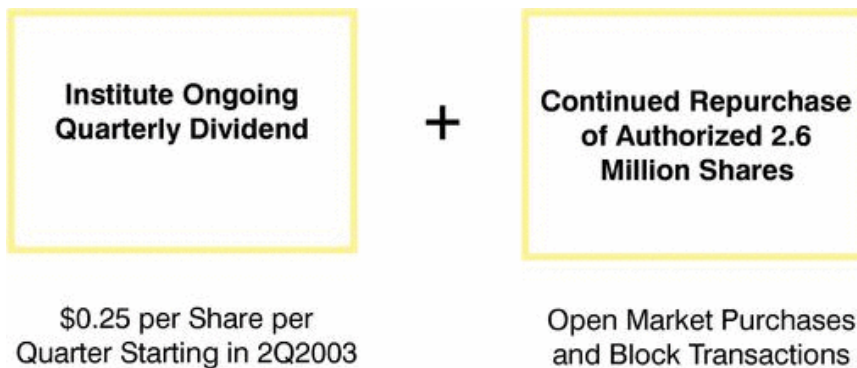 Institute Ongoing
Quarterly Dividend
+
Continued Repurchase
of Authorized 2.6
Million Shares
$0.25 per Share per
Quarter Starting in 2Q2003
Open Market Purchases
and Block Transactions